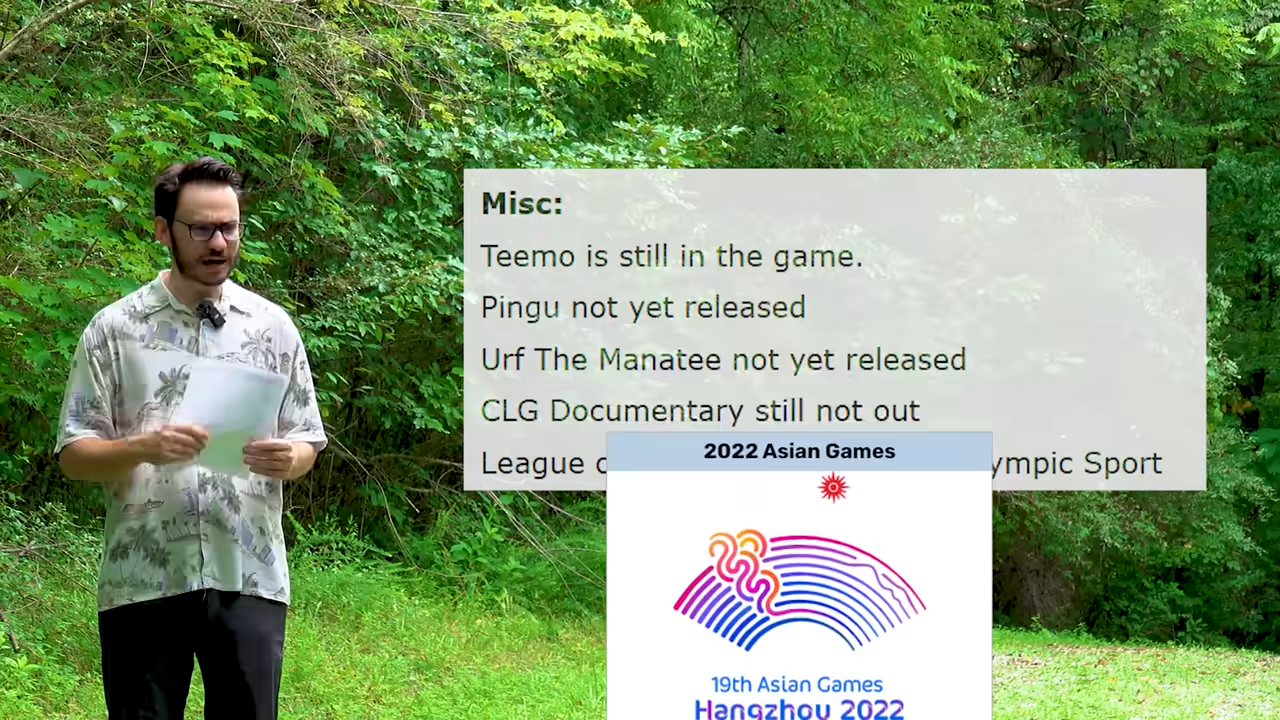 Misc:
Teemo is still in the game.
Pingu not yet released
Urf The Manatee not yet released
CLG Documentary still not out
League ympic Sport
2022 Asian Games
19th Asian Games
Hangzhou 2022